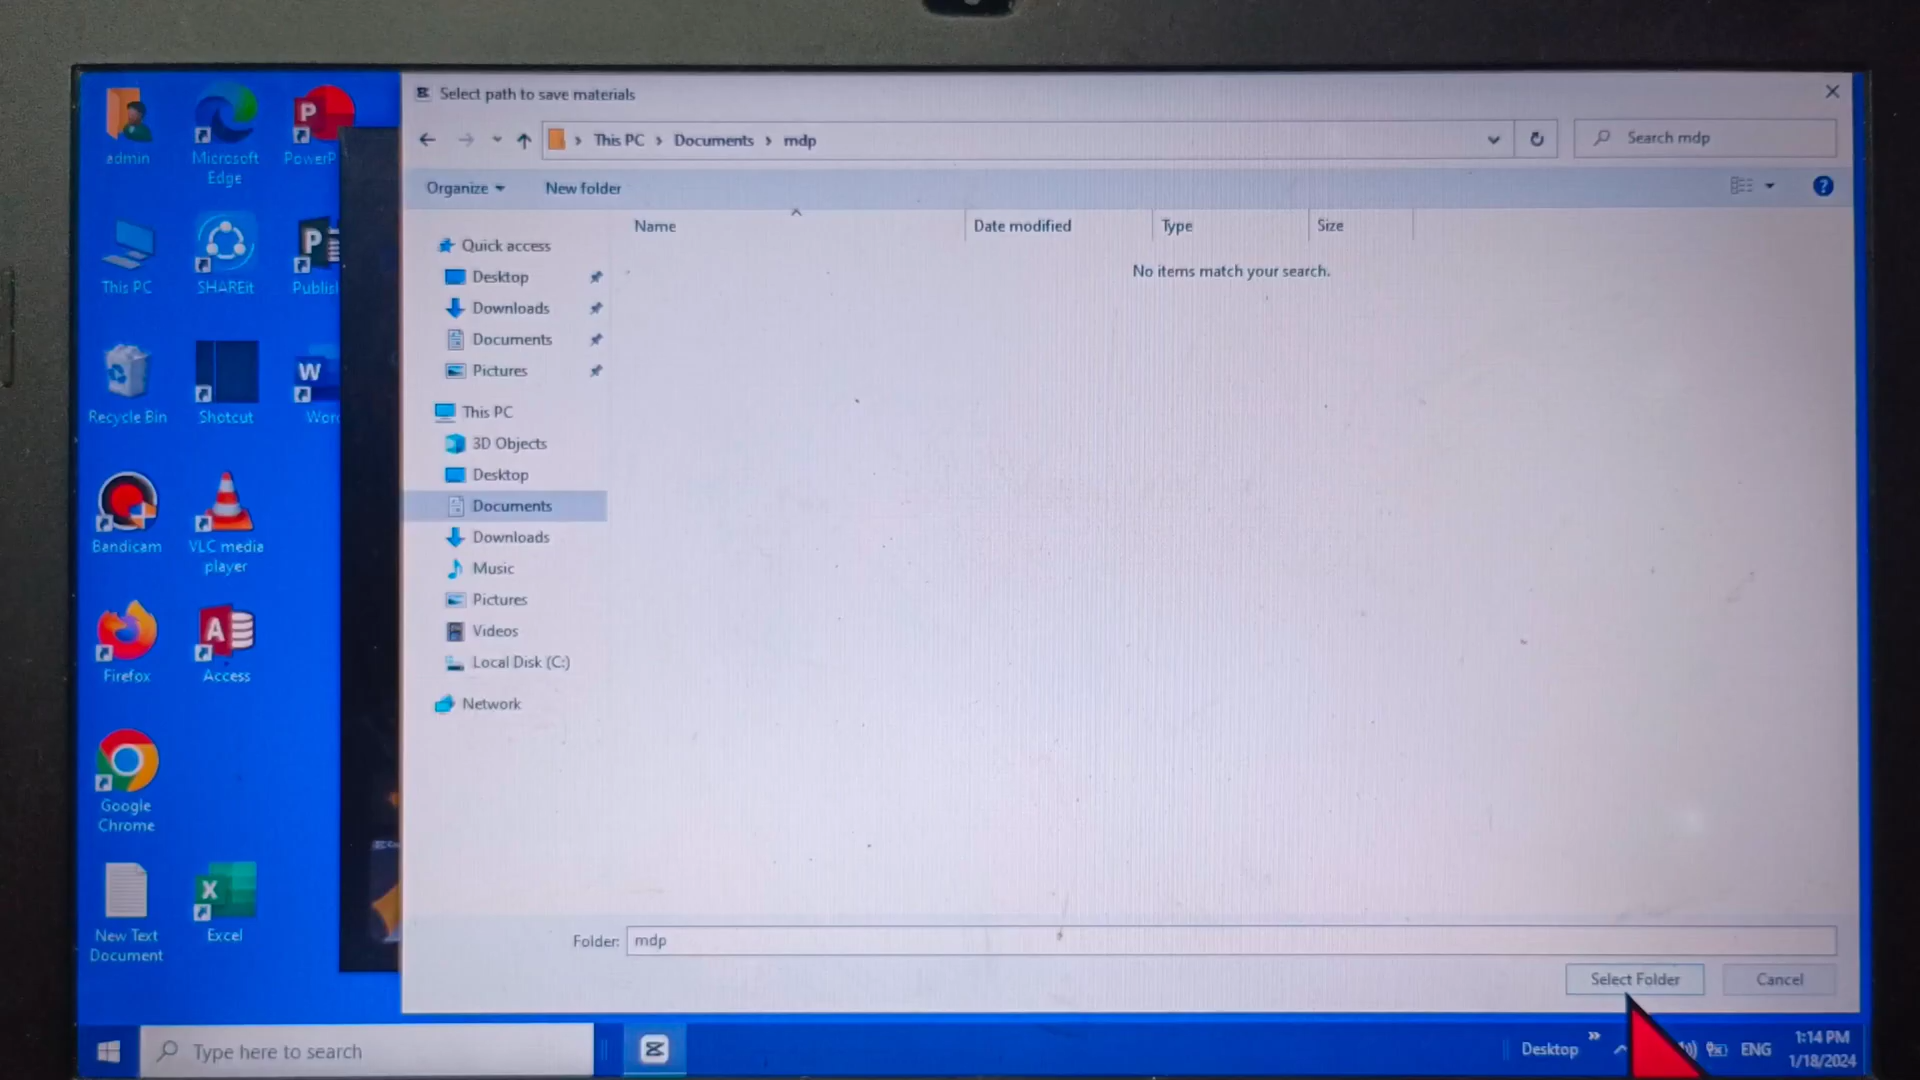 Select path to save materials
This PC > Documents > mdp
Search mdp
Organize
New folder
Name
Date modified
Type
Size
No items match your search.
Quick access
Desktop
Downloads
Documents
Pictures
This PC
3D Objects
Desktop
Documents
Downloads
Music
Pictures
Videos
Local Disk (C:)
Network
Folder: mdp
Select Folder
Cancel
admin
Microsoft
Edge
PowerP
This PC
SHAREit
Publis
Recycle Bin
Shotcut
Wor
Bandicam
VLC media
player
Firefox
Access
Google
Chrome
New Text
Document
Excel
Type here to search
Desktop
ENG
1:14 PM
1/18/2024